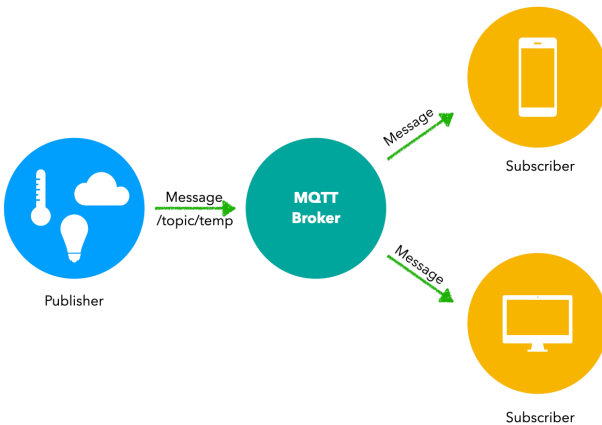 Message
/topic/temp
Publisher
MQTT
Broker
Message
Subscriber
Message
Subscriber